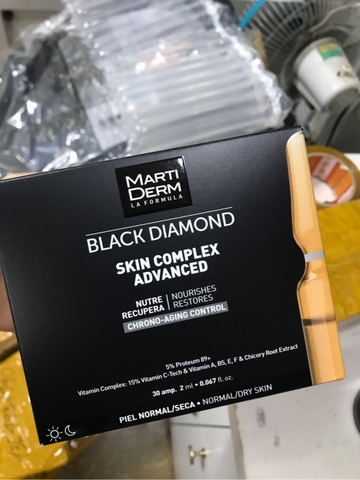 MARTI
DERM
LA FORMULA
BLACK DIAMOND
SKIN COMPLEX
ADVANCED
NUTRE | NOURISHES
RECUPERA | RESTORES
CHRONO-AGING CONTROL
5% Proteum 89+
Vitamin Complex: 15% Vitamin C-Tech & Vitamin A, B5, E, F & Chicory Root Extract
30 amp. 2 ml • 0.067 fl. oz.
PIEL NORMAL/SECA • NORMAL/DRY SKIN